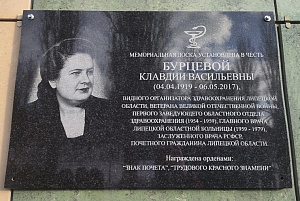 МЕМОРИАЛЬНАЯ ДОСКА УСТАНОВЛЕНА В ЧЕСТЬ
БУРЦЕВОЙ
КЛАВДИИ ВАСИЛЬЕВНЫ
(04.04.1919 - 06.05.2017),
ВИДНОГО ОРГАНИЗАТОРА ЗДРАВООХРАНЕНИЯ ЛИПЕЦКОЙ
ОБЛАСТИ, ВЕТЕРАНА ВЕЛИКОЙ ОТЕЧЕСТВЕННОЙ ВОЙНЫ,
ПЕРВОГО ЗАВЕДУЮЩЕГО ОБЛАСТНОГО ОТДЕЛА
ЗДРАВООХРАНЕНИЯ (1954 - 1959), ГЛАВНОГО ВРАЧА
ЛИПЕЦКОЙ ОБЛАСТНОЙ БОЛЬНИЦЫ (1959 - 1979),
ЗАСЛУЖЕННОГО ВРАЧА РСФСР,
ПОЧЕТНОГО ГРАЖДАНИНА ЛИПЕЦКОЙ ОБЛАСТИ.
Награждена орденами:
"ЗНАК ПОЧЕТА", "ТРУДОВОГО КРАСНОГО ЗНАМЕНИ"